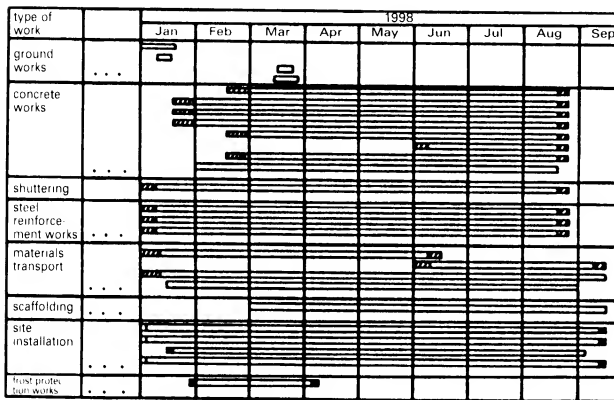 type of work 1998
Jan Feb Mar Apr May Jun Jul Aug Sep
ground works . . .
concrete works . . .
shuttering
steel reinforce- ment works . . .
materials transport . . .
scaffolding . . .
site installation . . .
frost protec tion works . . .